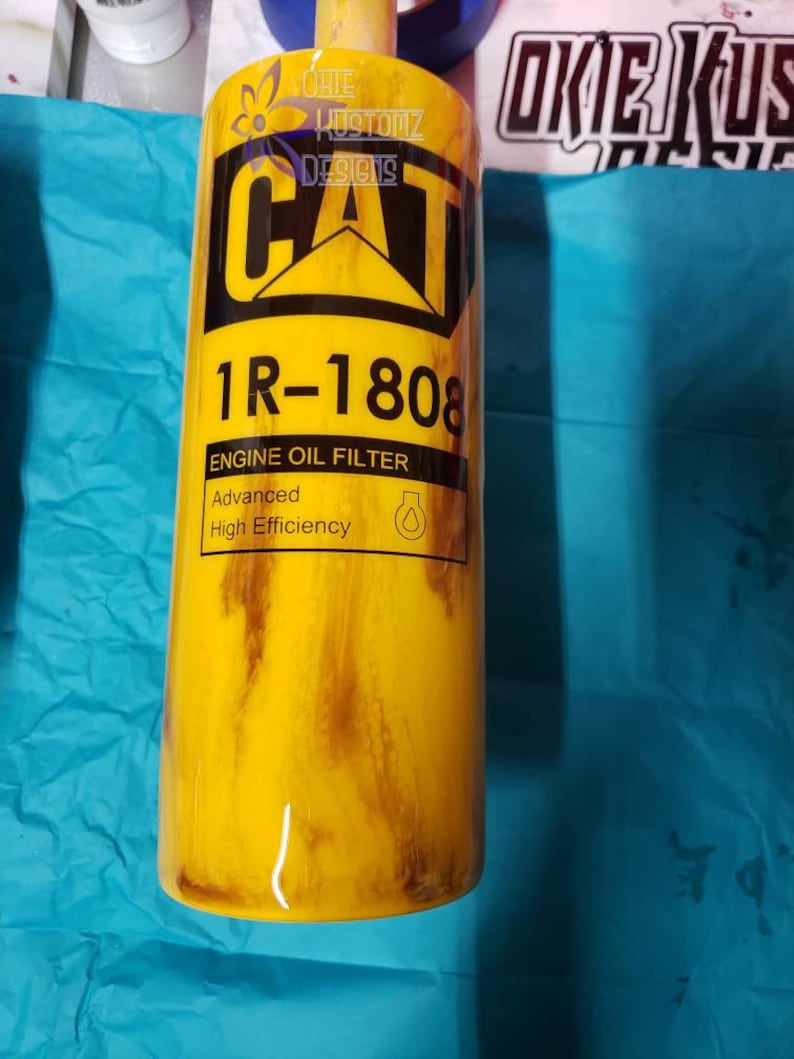 OKIE KUS
OKIE
KUSTOMZ
DESIGNS
CAT
1R-1808
ENGINE OIL FILTER
Advanced
High Efficiency